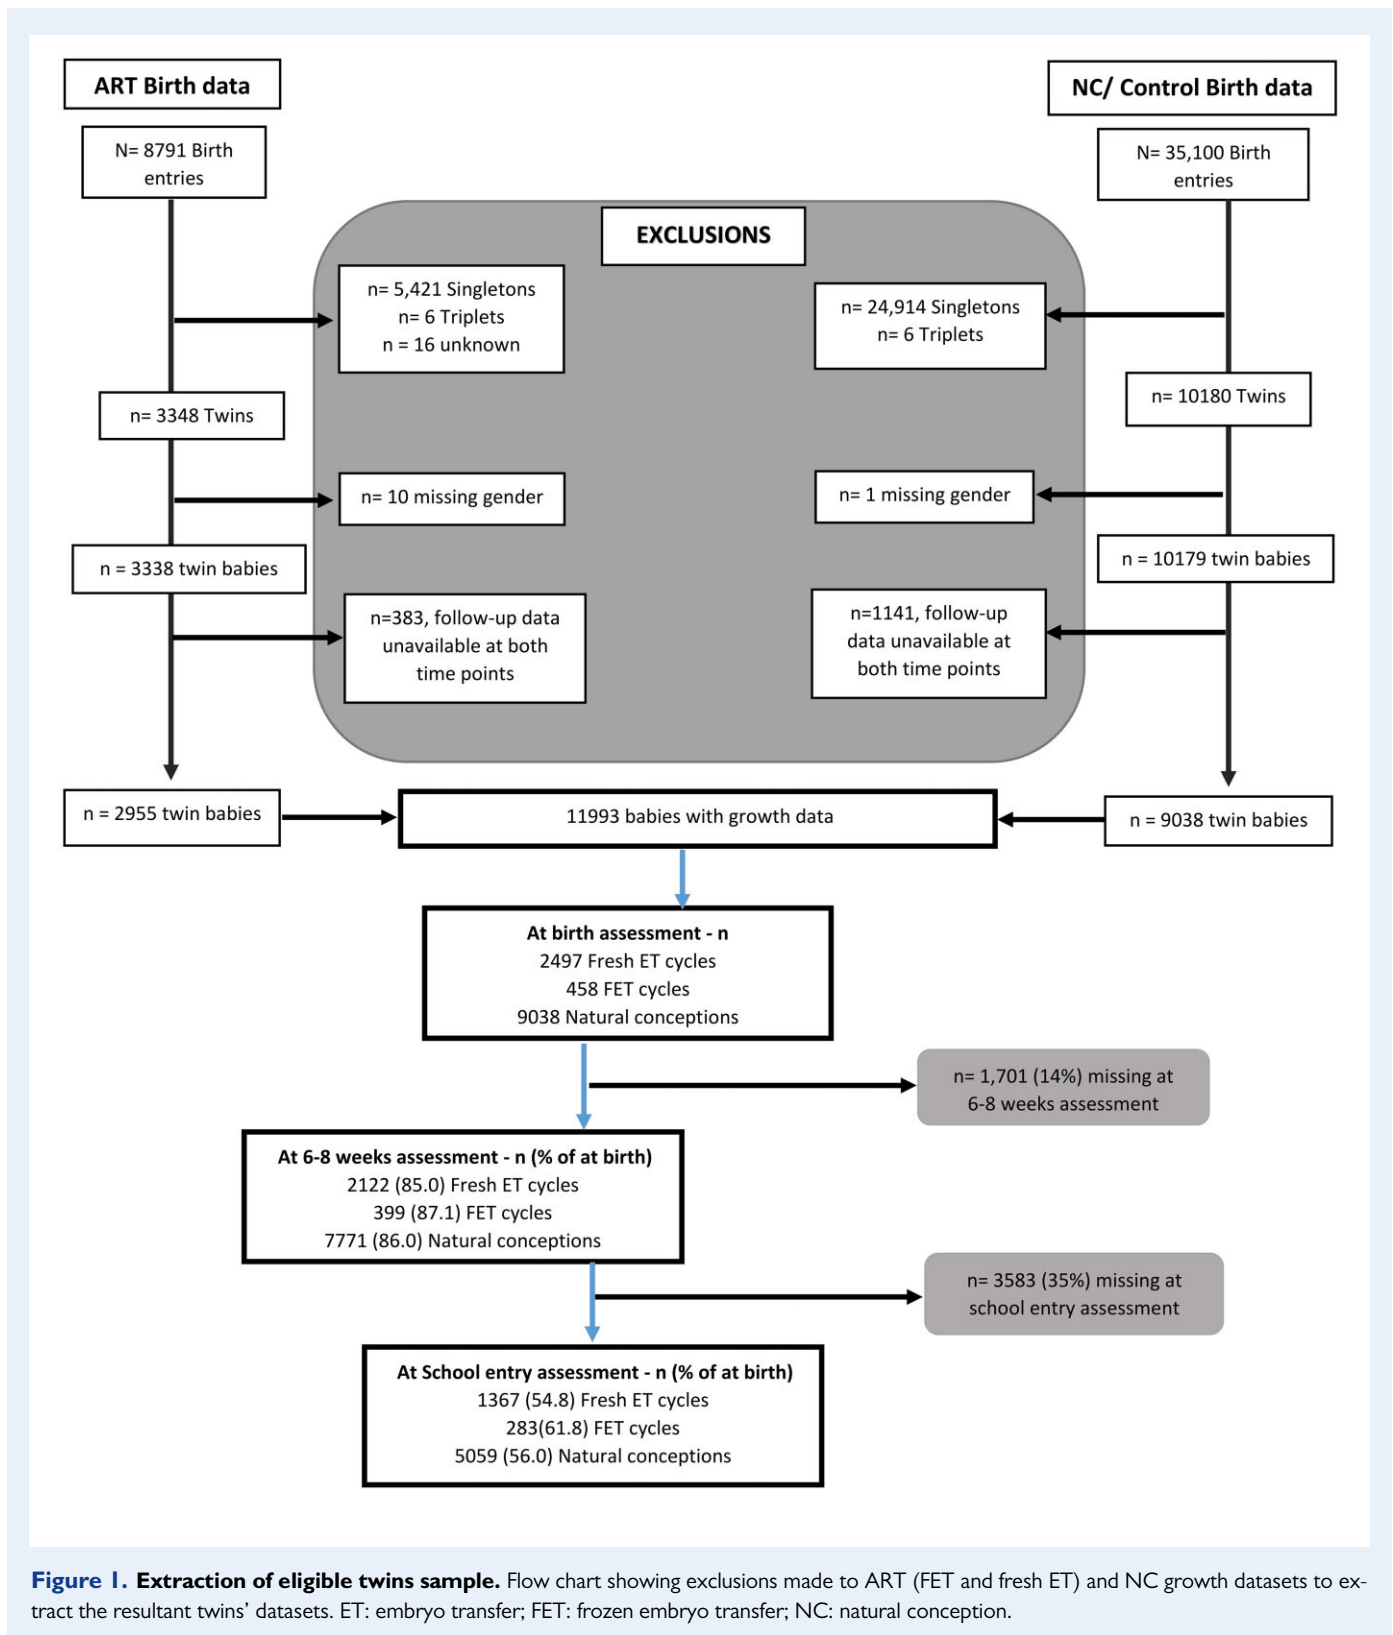 ART Birth data
N= 8791 Birth
entries
NC/ Control Birth data
N= 35,100 Birth
entries
EXCLUSIONS
n= 5,421 Singletons
n= 6 Triplets
n = 16 unknown
n= 24,914 Singletons
n= 6 Triplets
n= 3348 Twins
n= 10180 Twins
n= 10 missing gender
n= 1 missing gender
n = 3338 twin babies
n = 10179 twin babies
n=383, follow-up data
unavailable at both
time points
n=1141, follow-up
data unavailable at
both time points
n = 2955 twin babies
11993 babies with growth data
n = 9038 twin babies
At birth assessment - n
2497 Fresh ET cycles
458 FET cycles
9038 Natural conceptions
n= 1,701 (14%) missing at
6-8 weeks assessment
At 6-8 weeks assessment - n (% of at birth)
2122 (85.0) Fresh ET cycles
399 (87.1) FET cycles
7771 (86.0) Natural conceptions
n= 3583 (35%) missing at
school entry assessment
At School entry assessment - n (% of at birth)
1367 (54.8) Fresh ET cycles
283(61.8) FET cycles
5059 (56.0) Natural conceptions
Figure 1. Extraction of eligible twins sample. Flow chart showing exclusions made to ART (FET and fresh ET) and NC growth datasets to ex-
tract the resultant twins' datasets. ET: embryo transfer; FET: frozen embryo transfer; NC: natural conception.